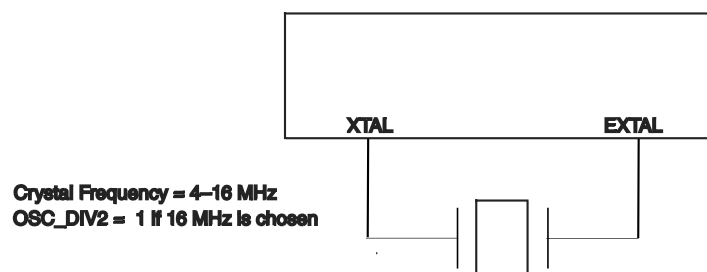 XTAL EXTAL
Crystal Frequency = 4–16 MHz
OSC_DIV2 = 1 if 16 MHz is chosen